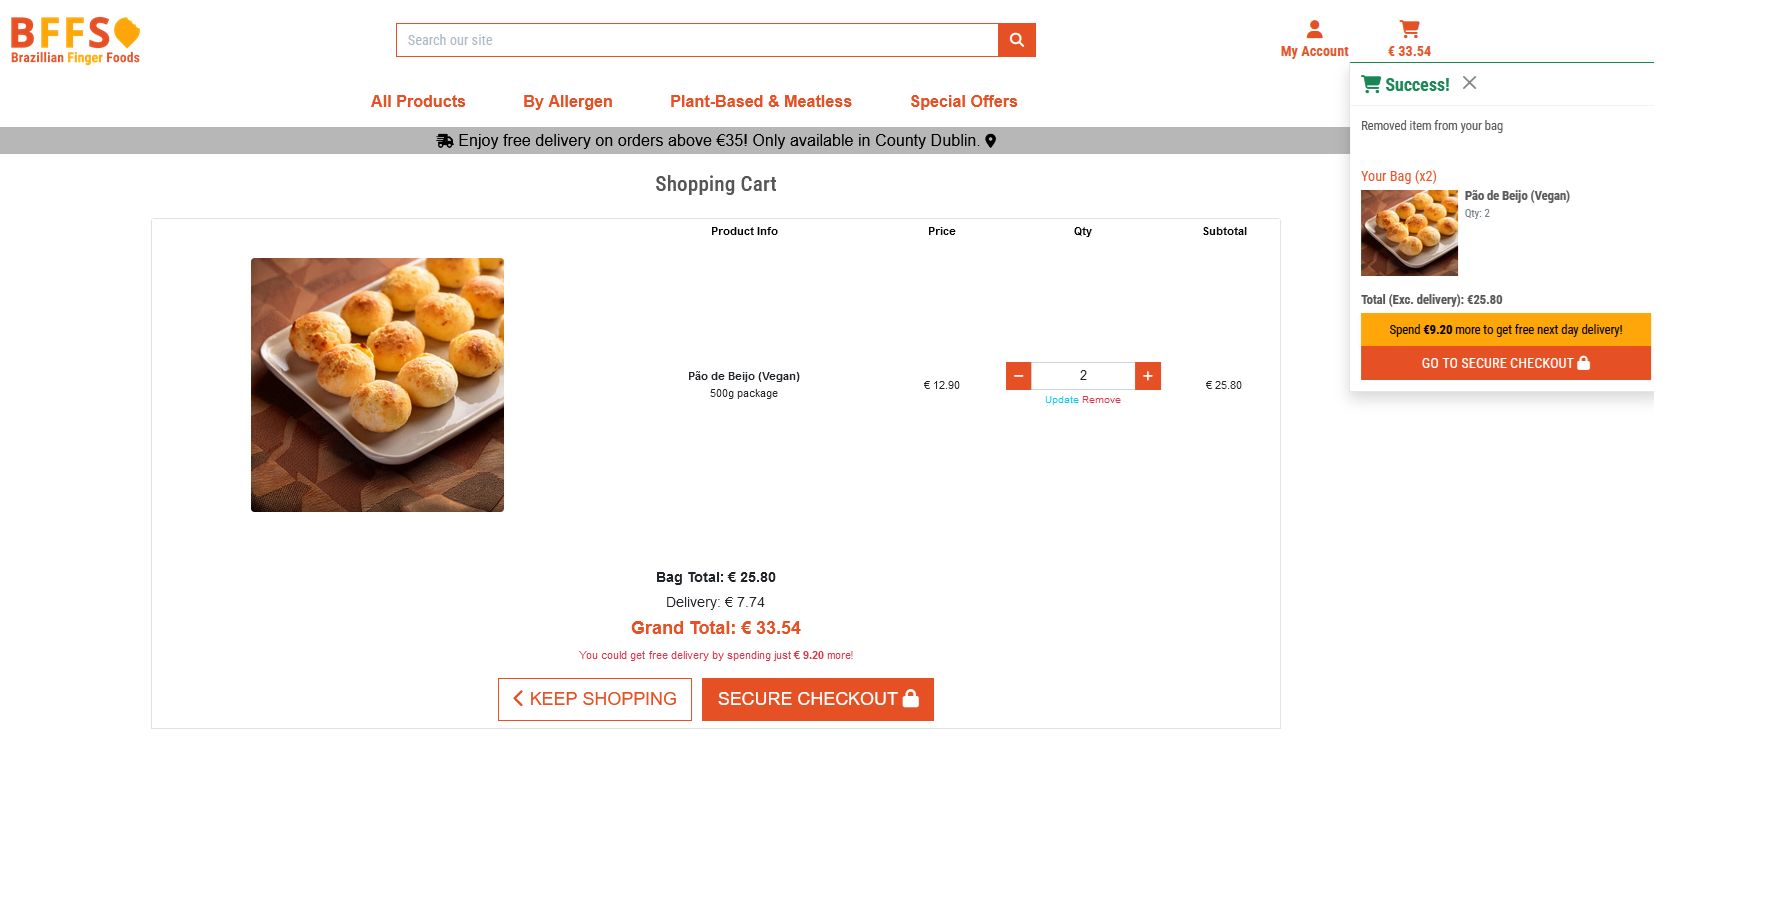 BFFS
Brazillian Finger Foods
Search our site
My Account
€ 33.54
All Products
By Allergen
Plant-Based & Meatless
Special Offers
Enjoy free delivery on orders above €35! Only available in County Dublin.
Success!
Removed item from your bag
Your Bag (x2)
Pão de Beijo (Vegan)
Qty: 2
Total (Exc. delivery): €25.80
Spend €9.20 more to get free next day delivery!
GO TO SECURE CHECKOUT
Shopping Cart
Product Info
Price
Qty
Subtotal
Pão de Beijo (Vegan)
500g package
€ 12.90
2
Update Remove
€ 25.80
Bag Total: € 25.80
Delivery: € 7.74
Grand Total: € 33.54
You could get free delivery by spending just € 9.20 more!
KEEP SHOPPING
SECURE CHECKOUT